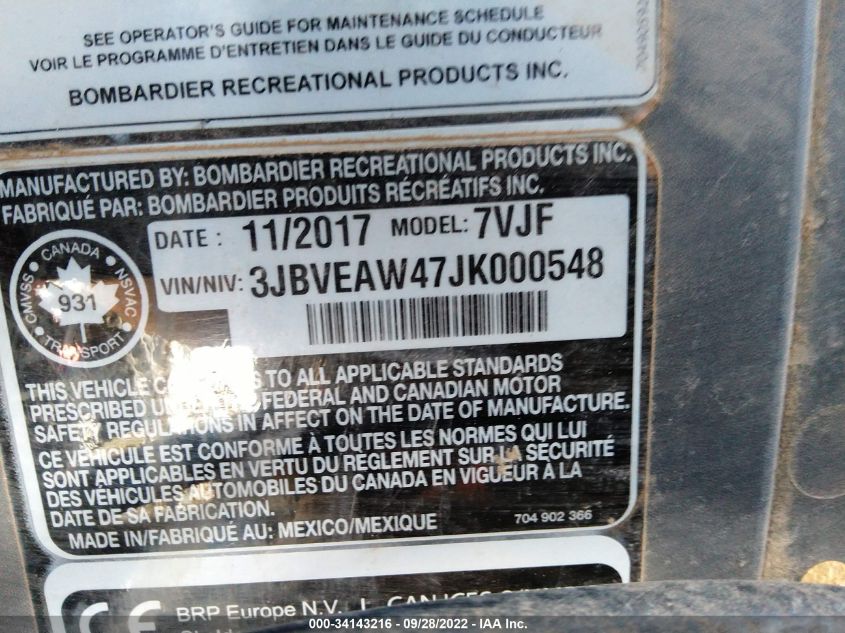 SEE OPERATOR'S GUIDE FOR MAINTENANCE SCHEDULE
VOIR LE PROGRAMME D'ENTRETIEN DANS LE GUIDE DU CONDUCTEUR
BOMBARDIER RECREATIONAL PRODUCTS INC.
MANUFACTURED BY: BOMBARDIER RECREATIONAL PRODUCTS INC.
FABRIQUÉ PAR: BOMBARDIER PRODUITS RÉCRÉATIFS INC.
DATE : 11/2017 MODEL: 7VJF
VIN/NIV: 3JBVEAW47JK000548
CANADA
CMVSS 931 NSVAC
TRANSPORT
THIS VEHICLE TO ALL APPLICABLE STANDARDS
PRESCRIBED FEDERAL AND CANADIAN MOTOR
SAFETY REGULATIONS IN AFFECT ON THE DATE OF MANUFACTURE.
CE VÉHICULE EST CONFORME À TOUTES LES NORMES QUI LUI
SONT APPLICABLES EN VERTU DU RÈGLEMENT SUR LA SÉCURITÉ
DES VÉHICULES AUTOMOBILES DU CANADA EN VIGUEUR À LA
DATE DE SA FABRICATION.
MADE IN/FABRIQUÉ AU: MEXICO/MEXIQUE 704 902 366
CE BRP Europe N.V.
000-34143216 - 09/28/2022 - IAA Inc.